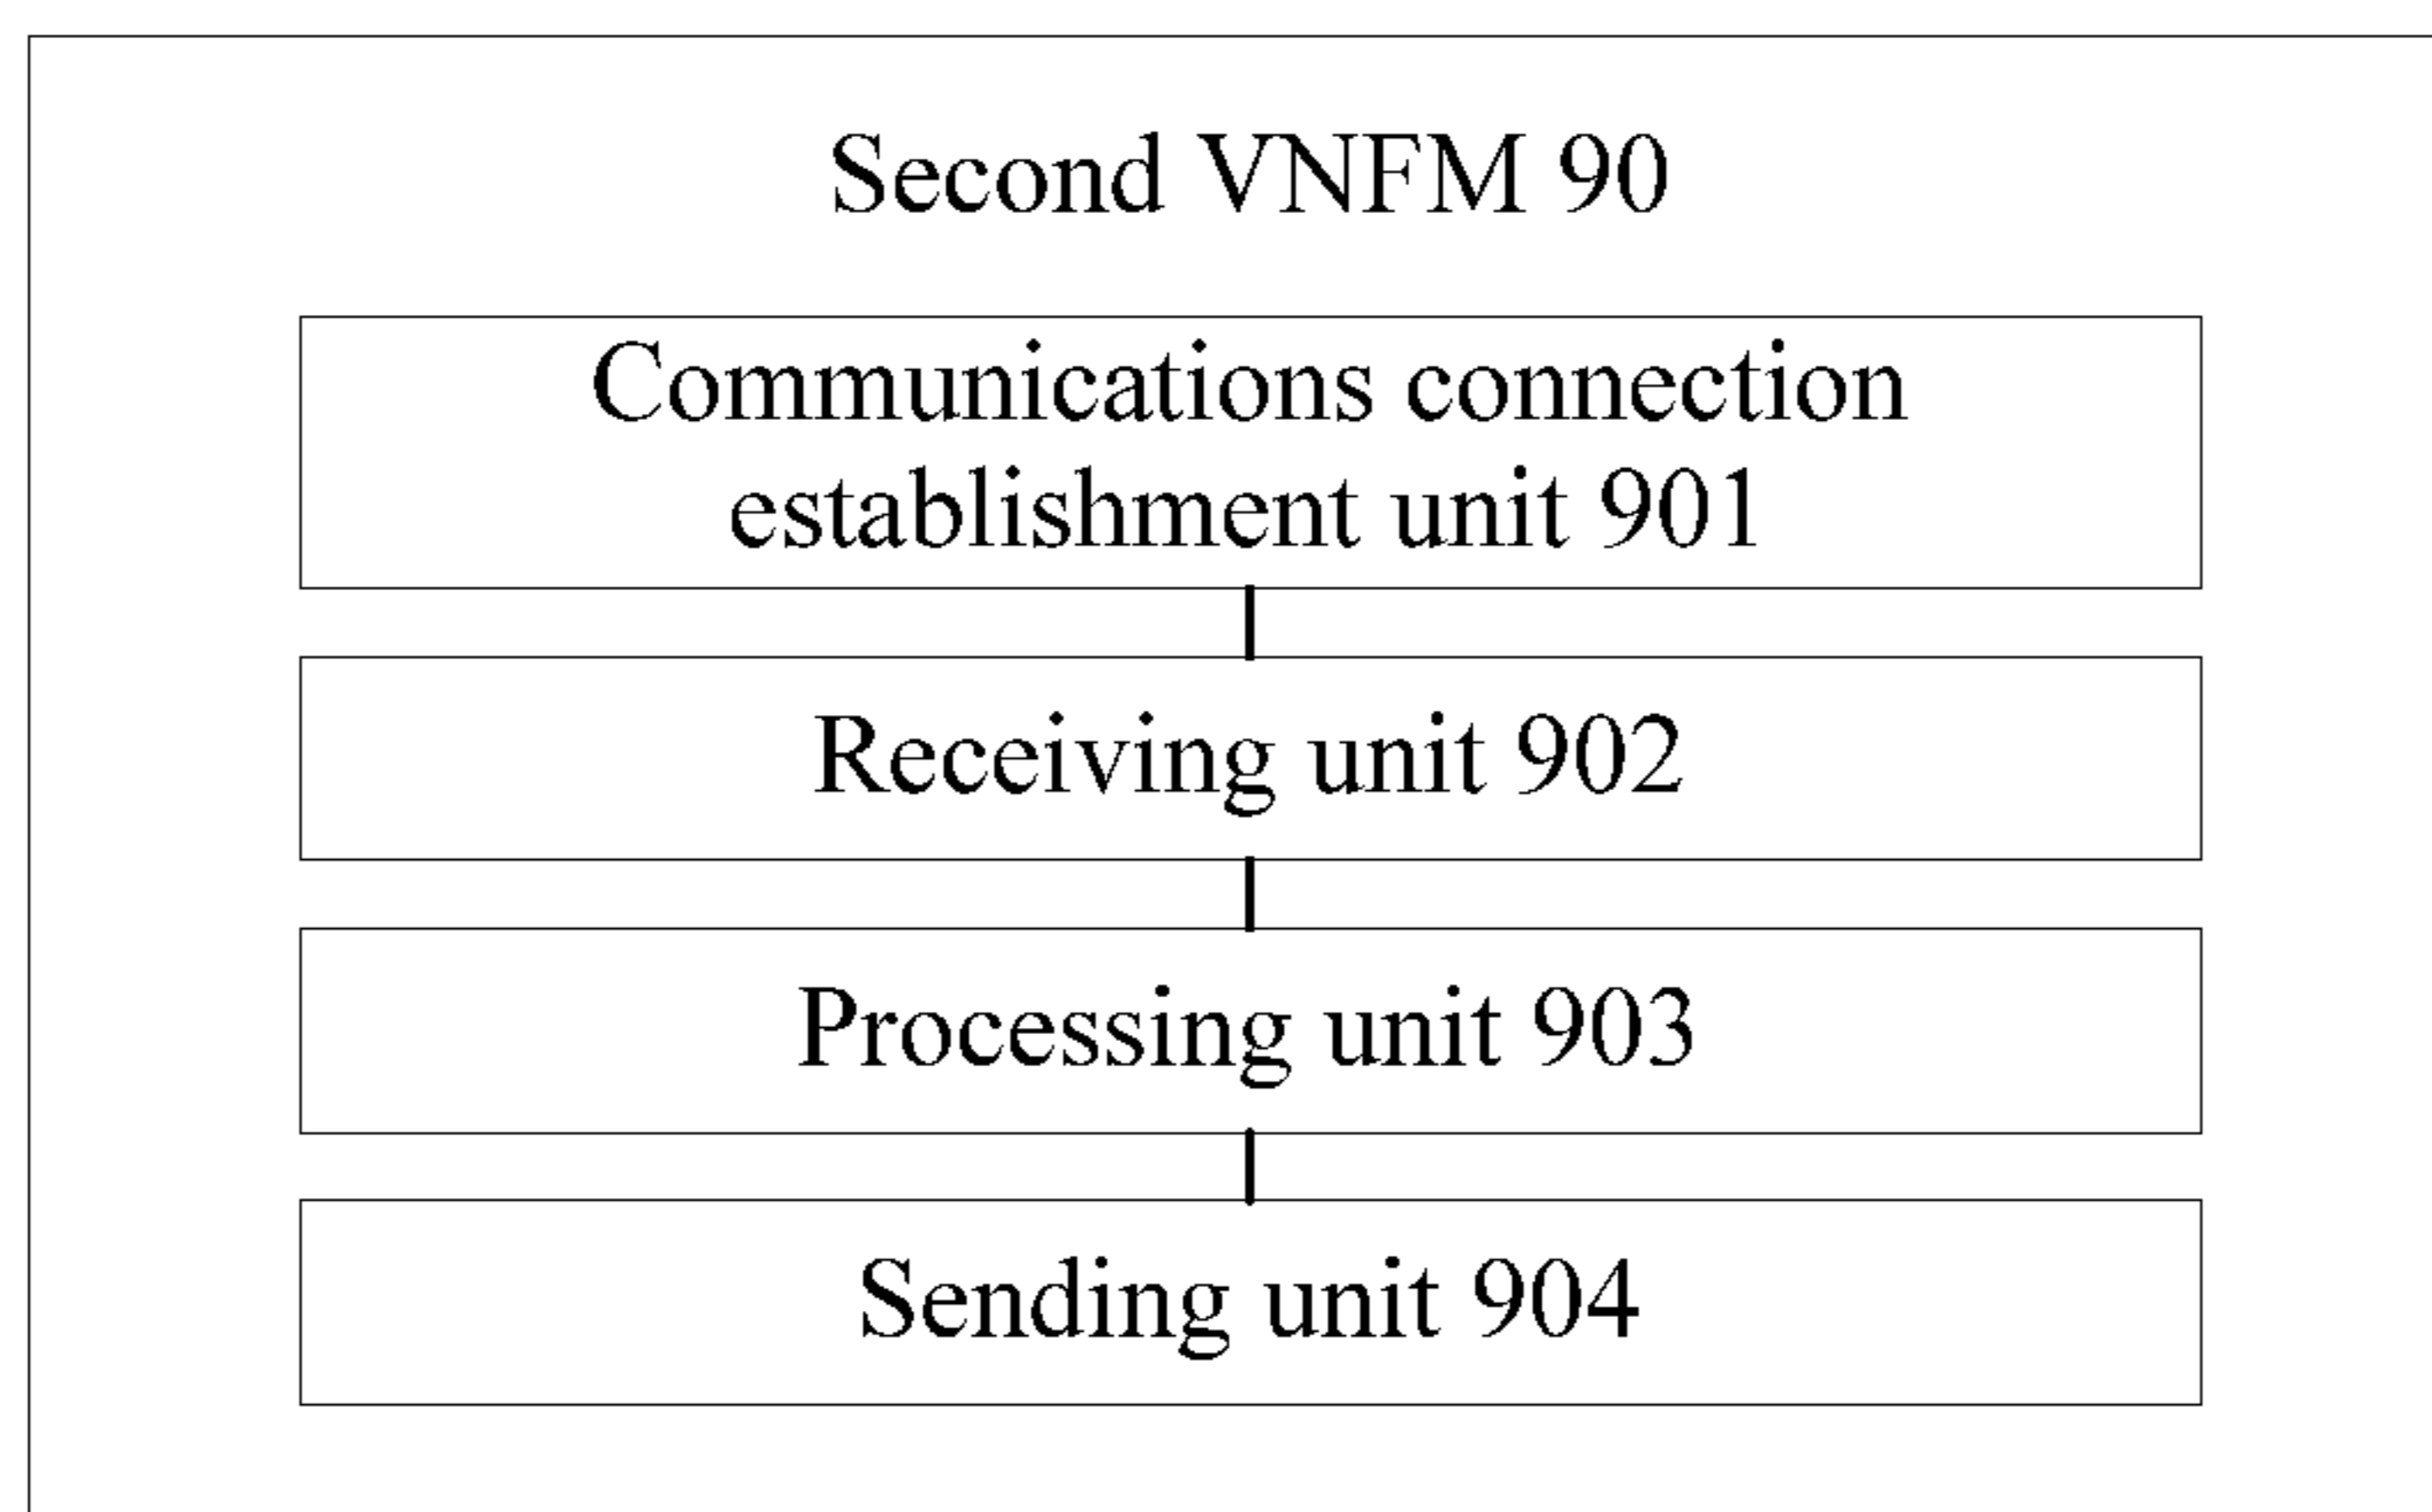 Second VNFM 90
Communications connection
establishment unit 901
Receiving unit 902
Processing unit 903
Sending unit 904